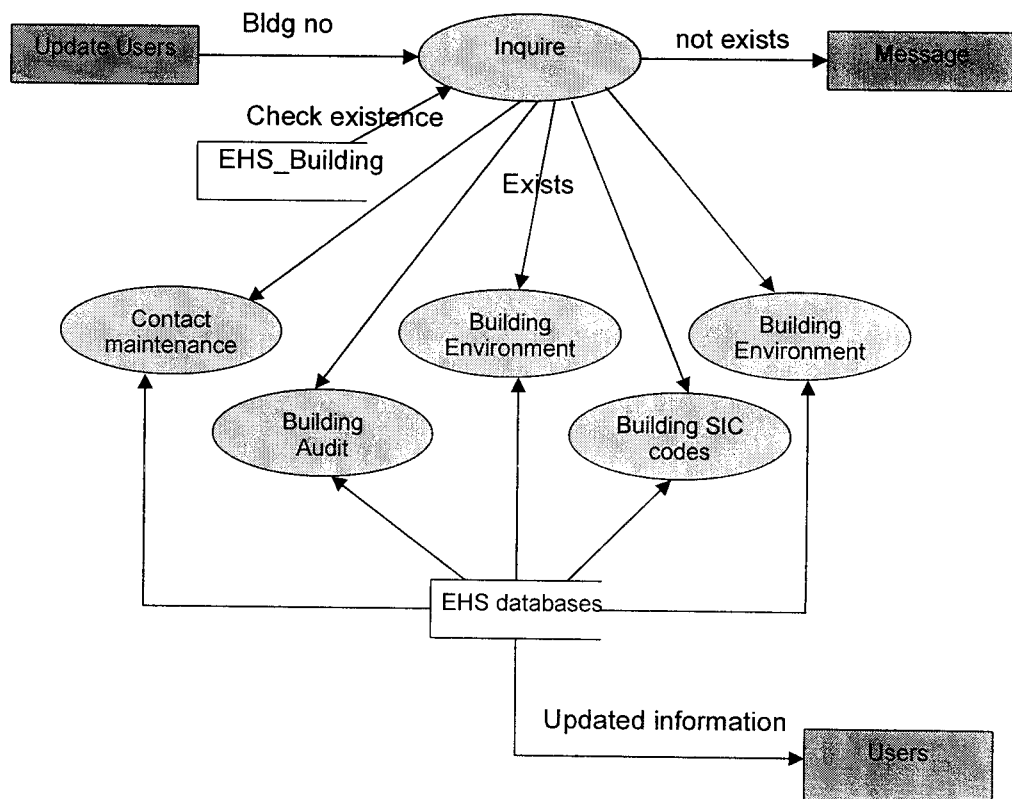 Bldg no
Update Users
Inquire
not exists
Message
Check existence
EHS_Building
Exists
Contact
maintenance
Building
Environment
Building
Environment
Building
Audit
Building SIC
codes
EHS databases
Updated information
Users